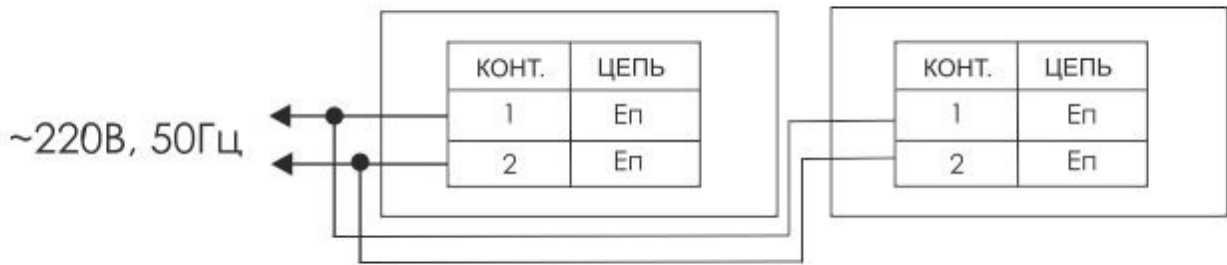 КОНТ. ЦЕПЬ
1 Еп
2 Еп
~220В, 50Гц
КОНТ. ЦЕПЬ
1 Еп
2 Еп